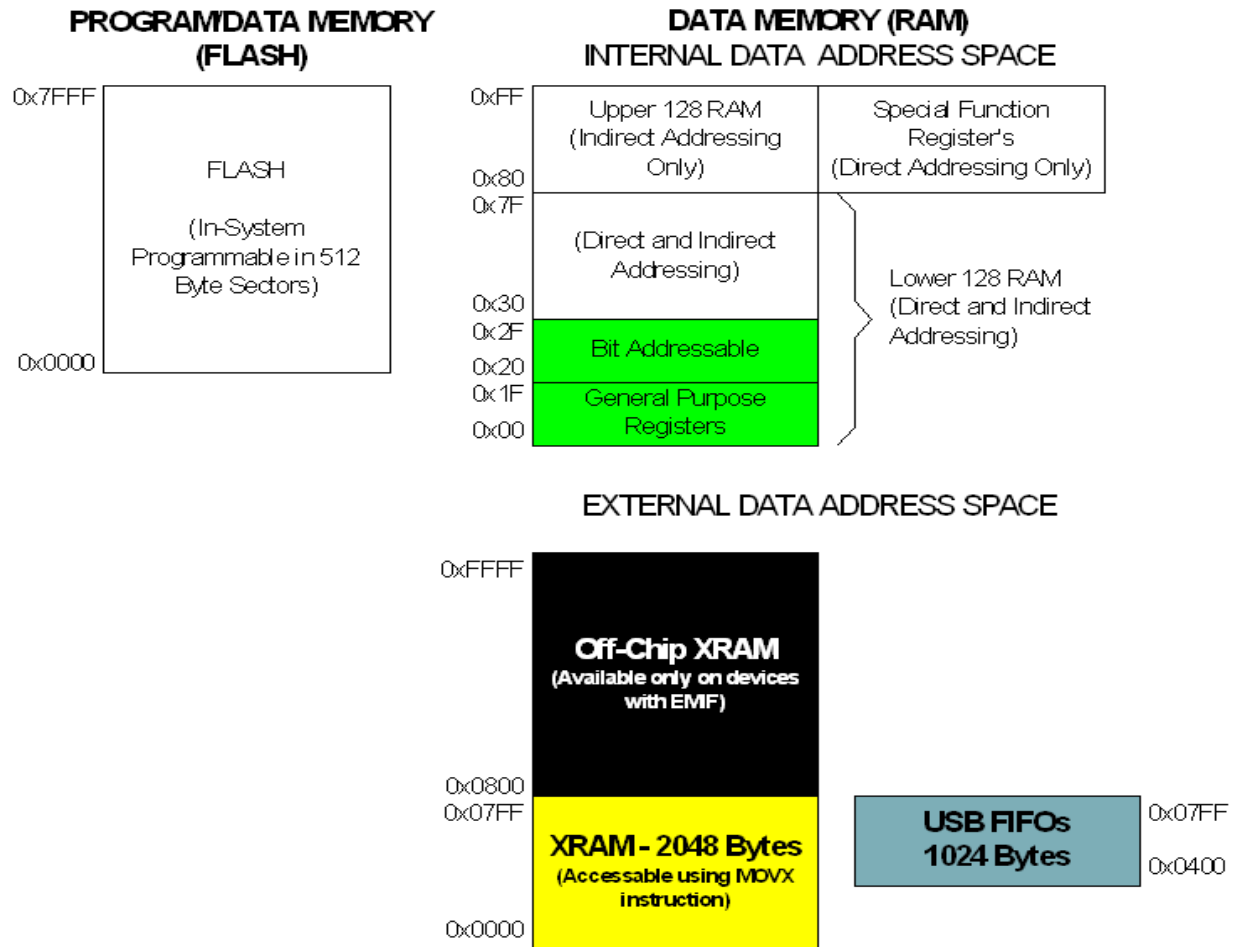 PROGRAM/DATA MEMORY
(FLASH)
0x7FFF
FLASH
(In-System
Programmable in 512
Byte Sectors)
0x0000
DATA MEMORY (RAM)
INTERNAL DATA ADDRESS SPACE
0xFF
Upper 128 RAM
(Indirect Addressing
Only)
0x80
Special Function
Register's
(Direct Addressing Only)
0x7F
(Direct and Indirect
Addressing)
0x30
0x2F
Bit Addressable
0x20
0x1F
General Purpose
Registers
0x00
Lower 128 RAM
(Direct and Indirect
Addressing)
EXTERNAL DATA ADDRESS SPACE
0xFFFF
Off-Chip XRAM
(Available only on devices
with EMIF)
0x0800
0x07FF
XRAM - 2048 Bytes
(Accessable using MOVX
instruction)
0x0000
USB FIFOs
1024 Bytes
0x07FF
0x0400